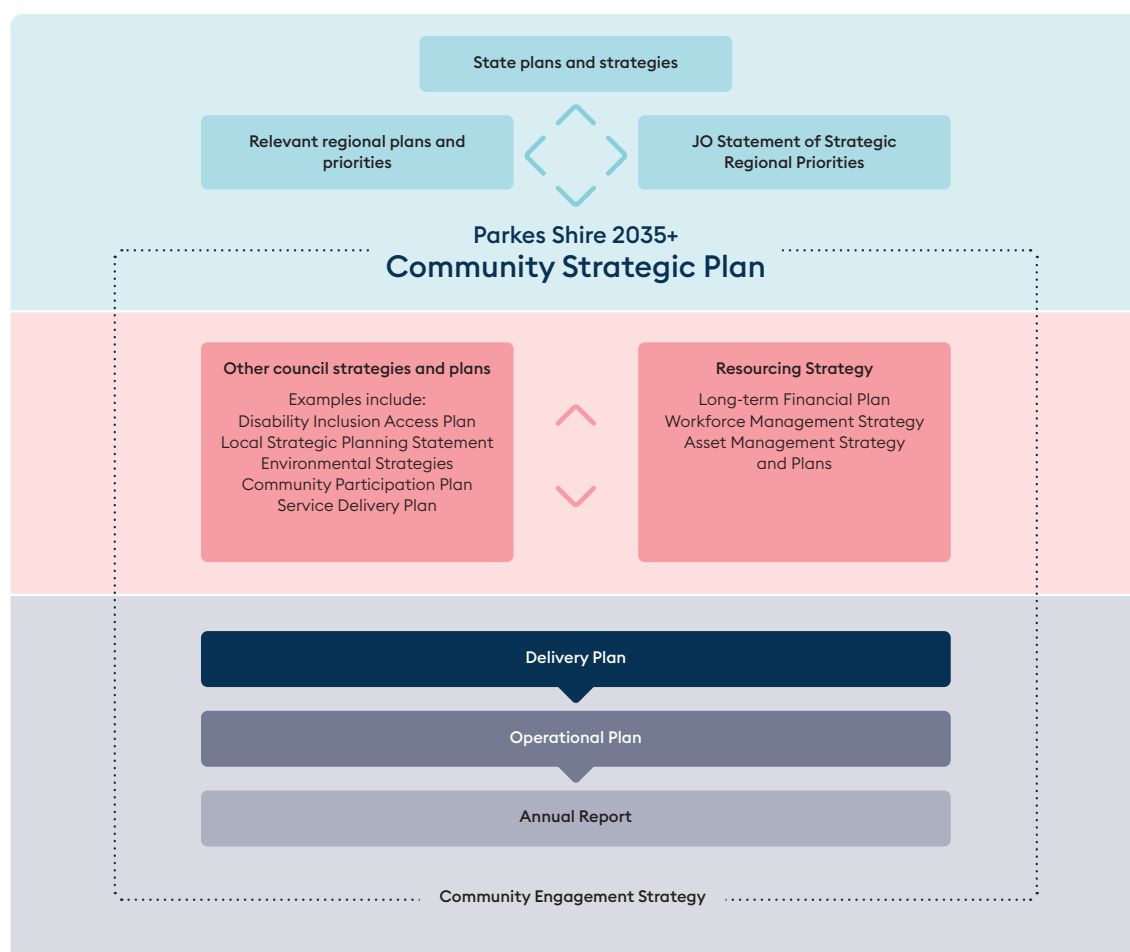 State plans and strategies
Relevant regional plans and
priorities
JO Statement of Strategic
Regional Priorities
Parkes Shire 2035+
Community Strategic Plan
Other council strategies and plans
Examples include:
Disability Inclusion Access Plan
Local Strategic Planning Statement
Environmental Strategies
Community Participation Plan
Service Delivery Plan
Resourcing Strategy
Long-term Financial Plan
Workforce Management Strategy
Asset Management Strategy
and Plans
Delivery Plan
Operational Plan
Annual Report
Community Engagement Strategy